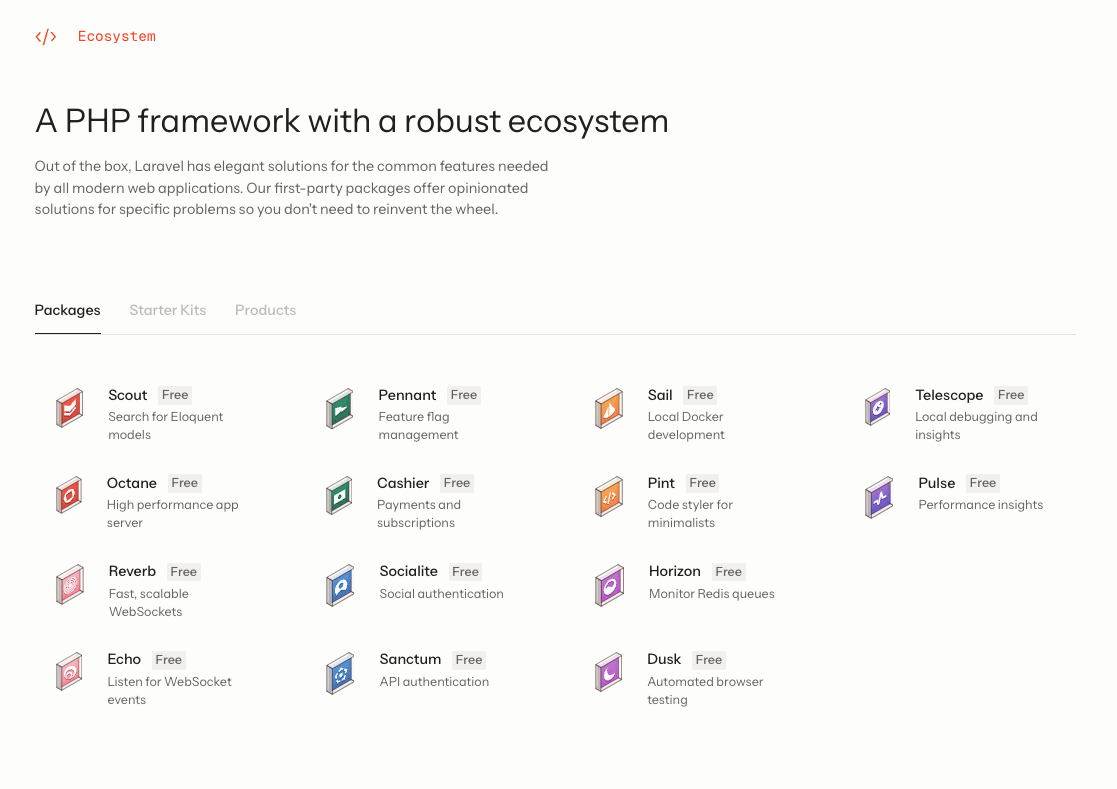 </> Ecosystem
A PHP framework with a robust ecosystem
Out of the box, Laravel has elegant solutions for the common features needed
by all modern web applications. Our first-party packages offer opinionated
solutions for specific problems so you don't need to reinvent the wheel.
Packages Starter Kits Products
Scout Free
Search for Eloquent
models
Pennant Free
Feature flag
management
Sail Free
Local Docker
development
Telescope Free
Local debugging and
insights
Octane Free
High performance app
server
Cashier Free
Payments and
subscriptions
Pint Free
Code styler for
minimalists
Pulse Free
Performance insights
Reverb Free
Fast, scalable
WebSockets
Socialite Free
Social authentication
Horizon Free
Monitor Redis queues
Echo Free
Listen for WebSocket
events
Sanctum Free
API authentication
Dusk Free
Automated browser
testing